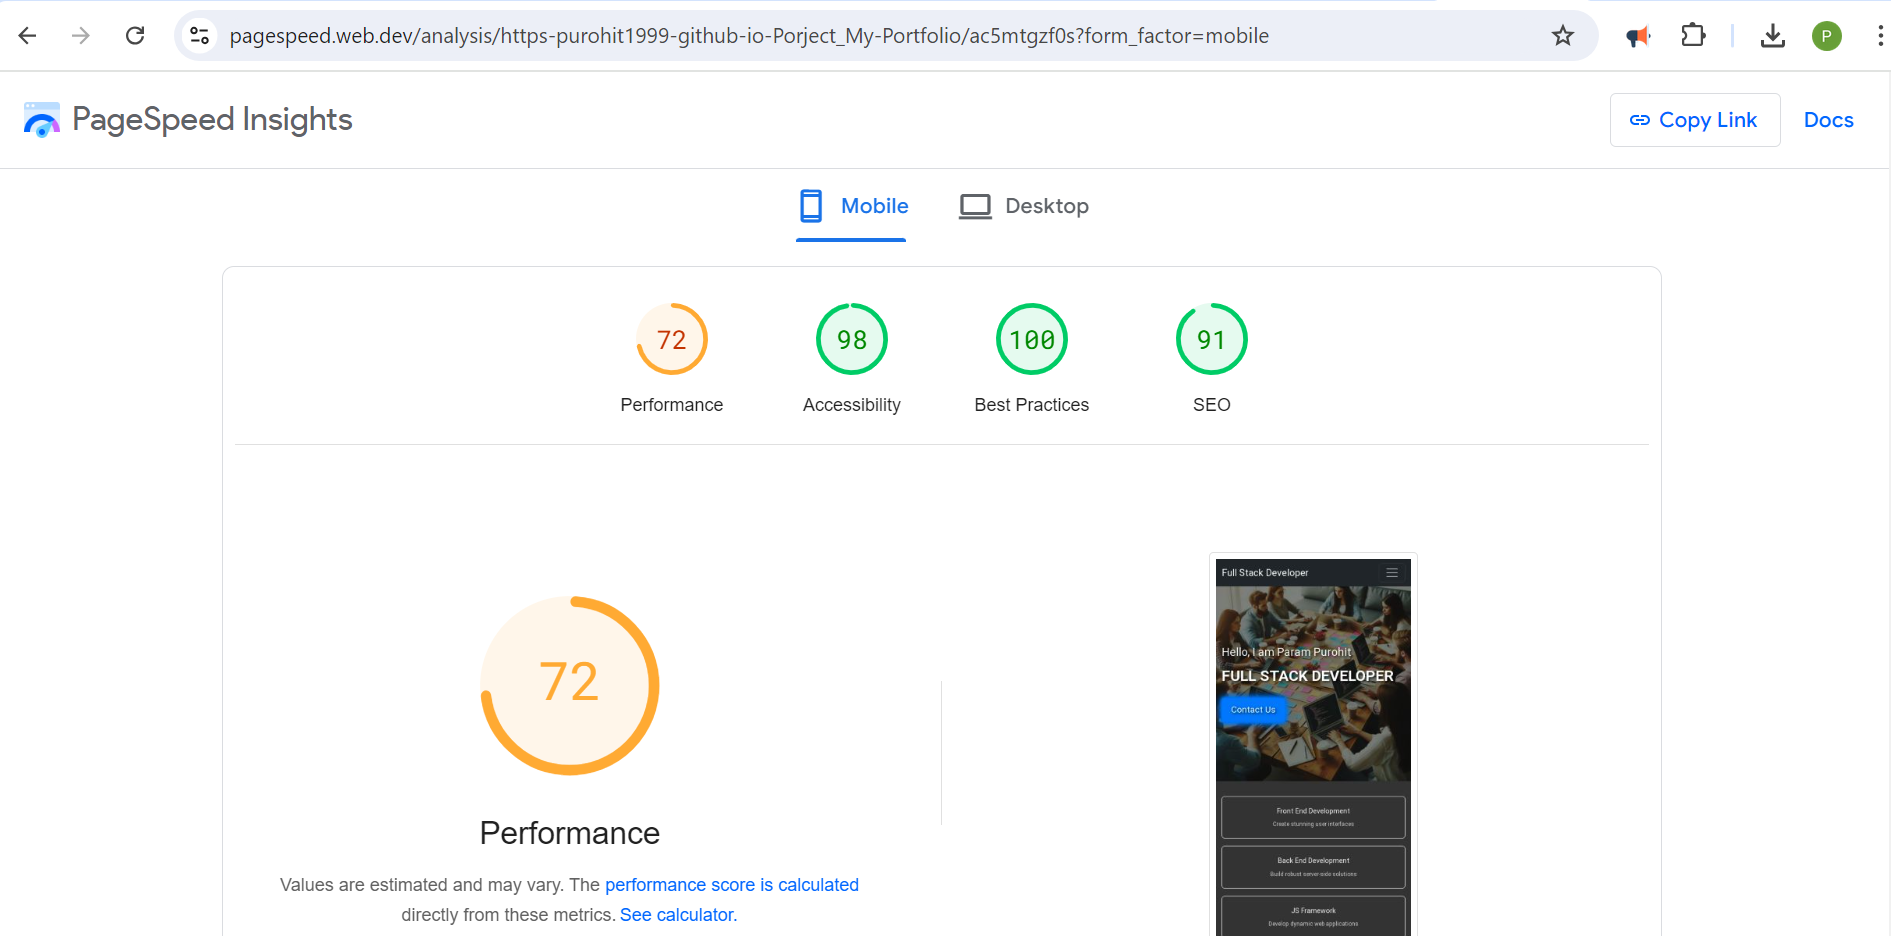 pagespeed.web.dev/analysis/https-purohit1999-github-io-Porject_My-Portfolio/ac5mtgzf0s?form_factor=mobile
P
PageSpeed Insights
Copy Link
Docs
Mobile
Desktop
72
98
100
91
Performance
Accessibility
Best Practices
SEO
72
Performance
Values are estimated and may vary. The performance score is calculated
directly from these metrics. See calculator.
Full Stack Developer
Hello, I am Param Purohit
FULL STACK DEVELOPER
Contact Us
Front End Development
Create stunning user interfaces
Back End Development
Build robust server-side solutions
JS Framework
Develop dynamic web applications